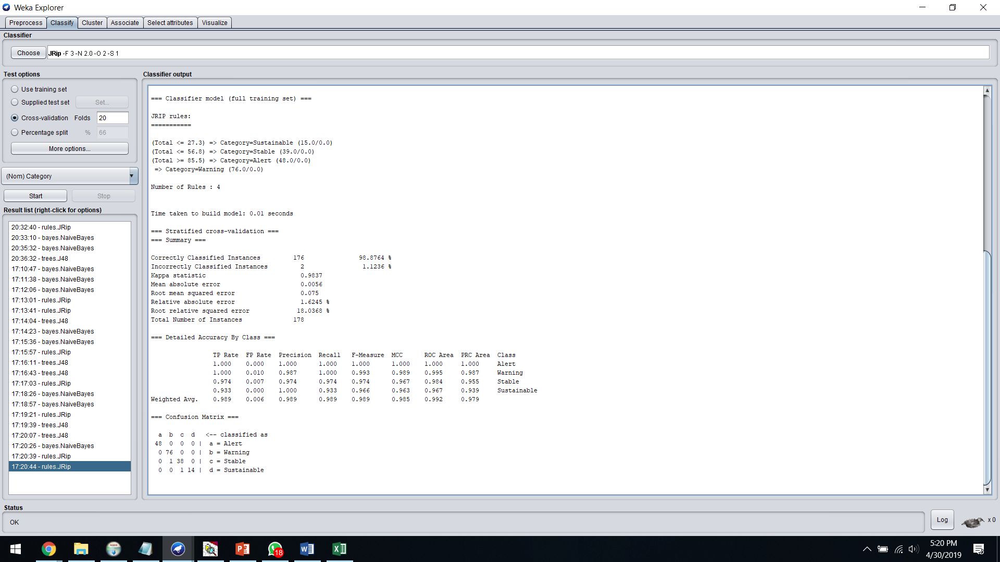 Weka Explorer
Preprocess Classify Cluster Associate Select attributes Visualize
Classifier
Choose JRip -F 3 -N 2.0 -O 2 -S 1
Test options
Use training set
Supplied test set Set...
Cross-validation Folds 20
Percentage split % 66
More options...
(Nom) Category
Start Stop
Result list (right-click for options)
20:32:40 - rules.JRip
20:33:10 - bayes.NaiveBayes
20:35:32 - bayes.NaiveBayes
20:36:32 - trees.J48
17:10:47 - bayes.NaiveBayes
17:11:38 - bayes.NaiveBayes
17:12:06 - bayes.NaiveBayes
17:13:01 - rules.JRip
17:13:41 - rules.JRip
17:14:04 - trees.J48
17:14:23 - bayes.NaiveBayes
17:15:36 - bayes.NaiveBayes
17:15:57 - rules.JRip
17:16:11 - trees.J48
17:16:43 - trees.J48
17:17:03 - rules.JRip
17:18:26 - bayes.NaiveBayes
17:18:57 - bayes.NaiveBayes
17:19:21 - rules.JRip
17:19:39 - trees.J48
17:20:07 - trees.J48
17:20:26 - bayes.NaiveBayes
17:20:39 - rules.JRip
17:20:44 - rules.JRip
Classifier output
=== Classifier model (full training set) ===
JRIP rules:
===========
(Total <= 27.3) => Category=Sustainable (15.0/0.0)
(Total <= 56.8) => Category=Stable (39.0/0.0)
(Total >= 85.5) => Category=Alert (48.0/0.0)
=> Category=Warning (76.0/0.0)
Number of Rules : 4
Time taken to build model: 0.01 seconds
=== Stratified cross-validation ===
=== Summary ===
Correctly Classified Instances 176 98.8764 %
Incorrectly Classified Instances 2 1.1236 %
Kappa statistic 0.9837
Mean absolute error 0.0056
Root mean squared error 0.075
Relative absolute error 1.6245 %
Root relative squared error 18.0368 %
Total Number of Instances 178
=== Detailed Accuracy By Class ===
TP Rate FP Rate Precision Recall F-Measure MCC ROC Area PRC Area Class
1.000 0.000 1.000 1.000 1.000 1.000 1.000 1.000 Alert
1.000 0.010 0.987 1.000 0.993 0.989 0.995 0.987 Warning
0.974 0.007 0.974 0.974 0.974 0.967 0.984 0.955 Stable
0.933 0.000 1.000 0.933 0.966 0.963 0.967 0.939 Sustainable
Weighted Avg. 0.989 0.006 0.989 0.989 0.989 0.985 0.992 0.979
=== Confusion Matrix ===
a b c d <-- classified as
48 0 0 0 | a = Alert
0 76 0 0 | b = Warning
0 1 38 0 | c = Stable
0 0 1 14 | d = Sustainable
Status
OK
Log x 0
18
5:20 PM
4/30/2019